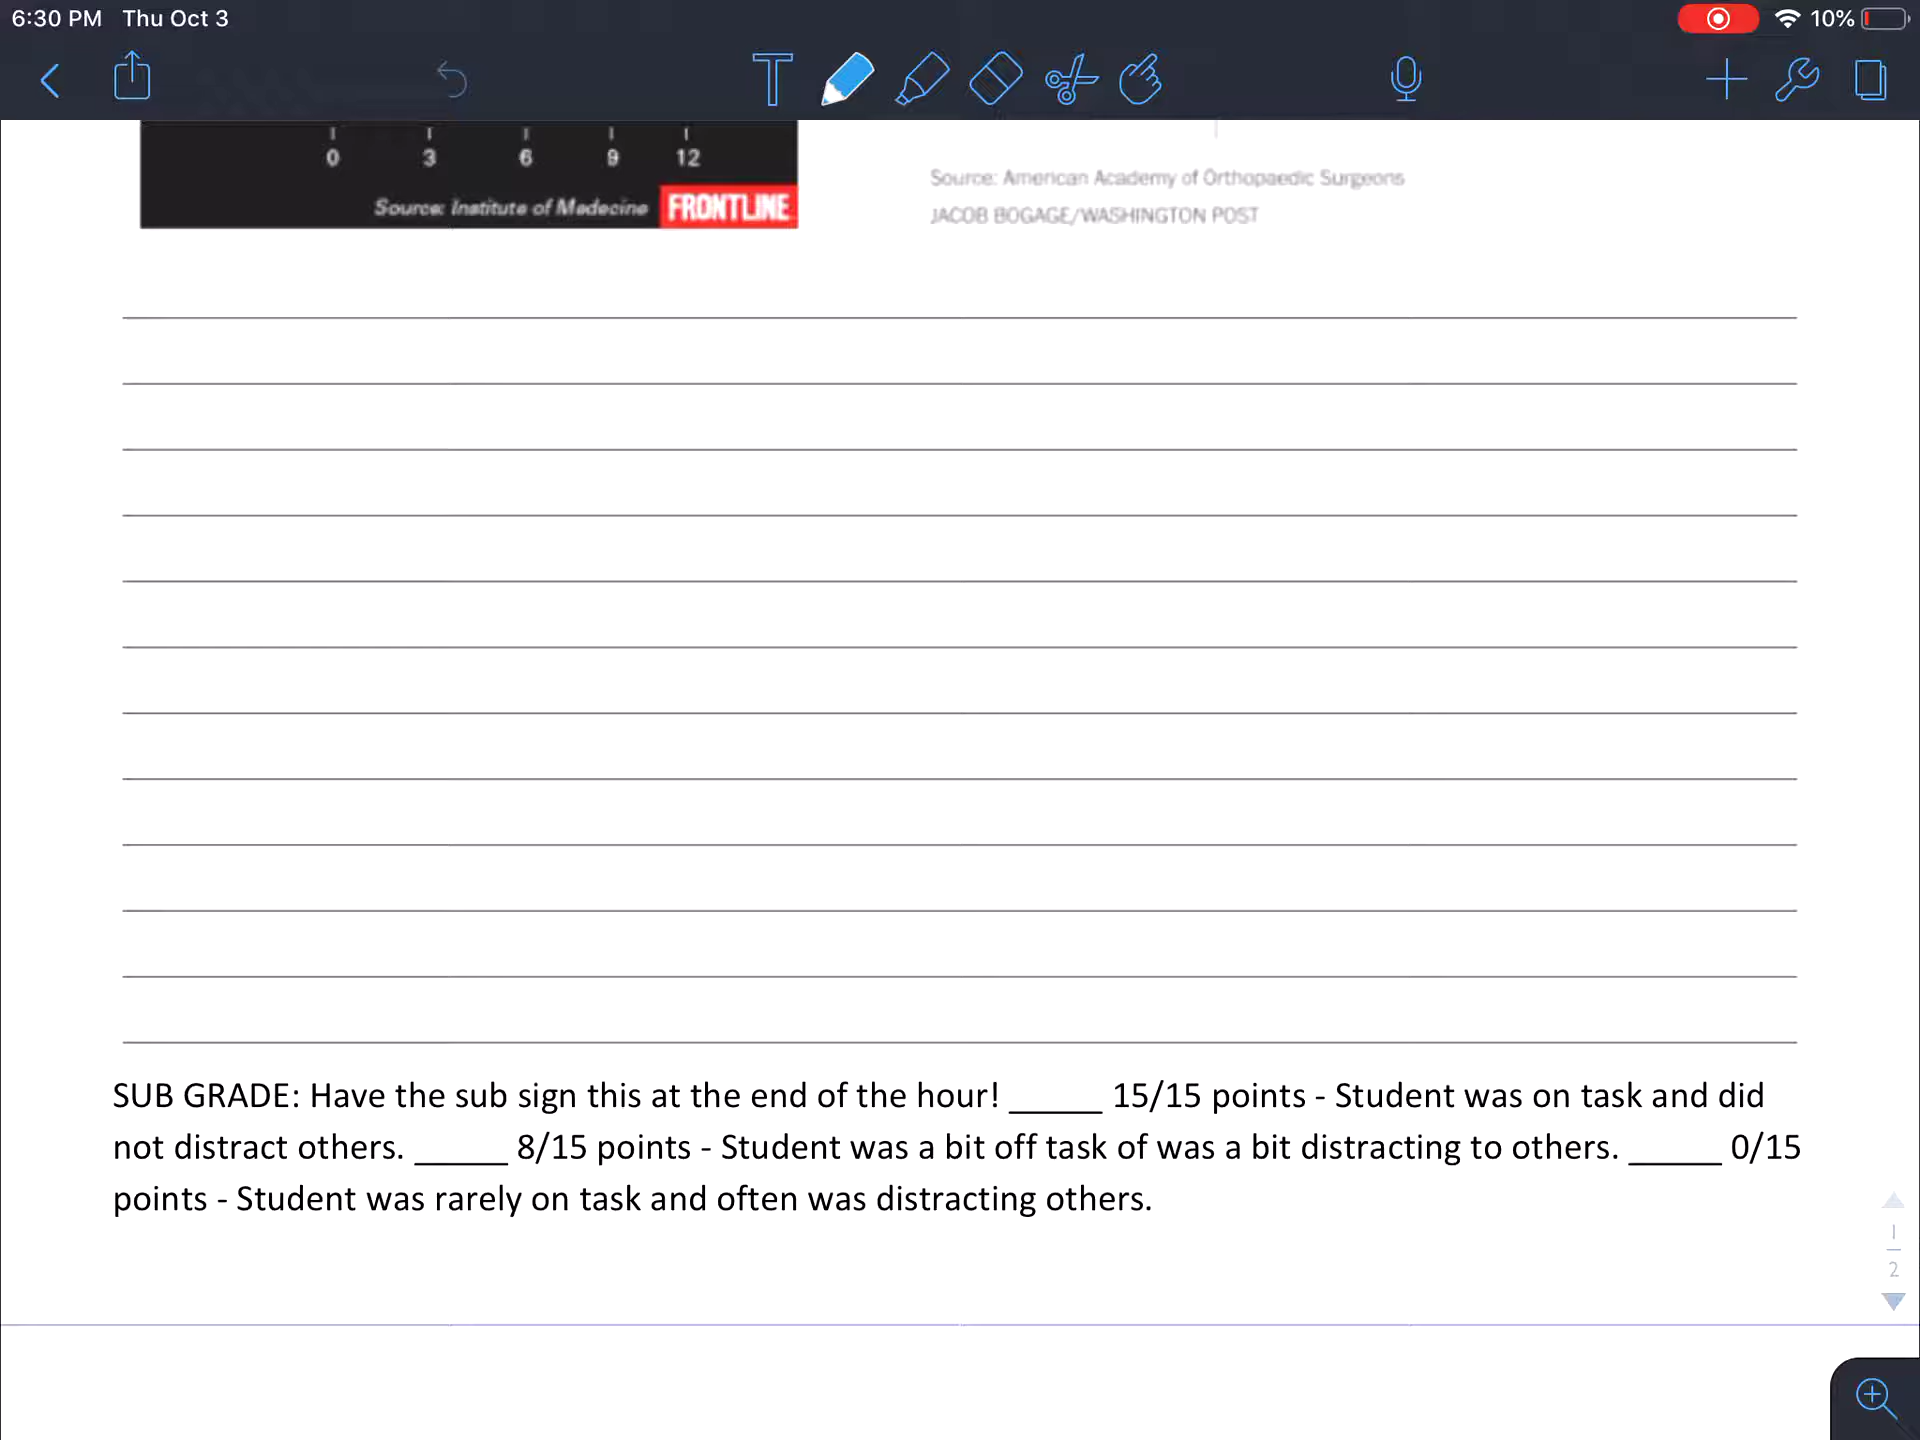 6:30 PM Thu Oct 3
10%
0 3 6 9 12
Source: Institute of Medecine FRONTLINE
Source: American Academy of Orthopaedic Surgeons
JACOB BOGAGE/WASHINGTON POST
SUB GRADE: Have the sub sign this at the end of the hour! _____ 15/15 points - Student was on task and did
not distract others. _____ 8/15 points - Student was a bit off task of was a bit distracting to others. _____ 0/15
points - Student was rarely on task and often was distracting others.
1
2